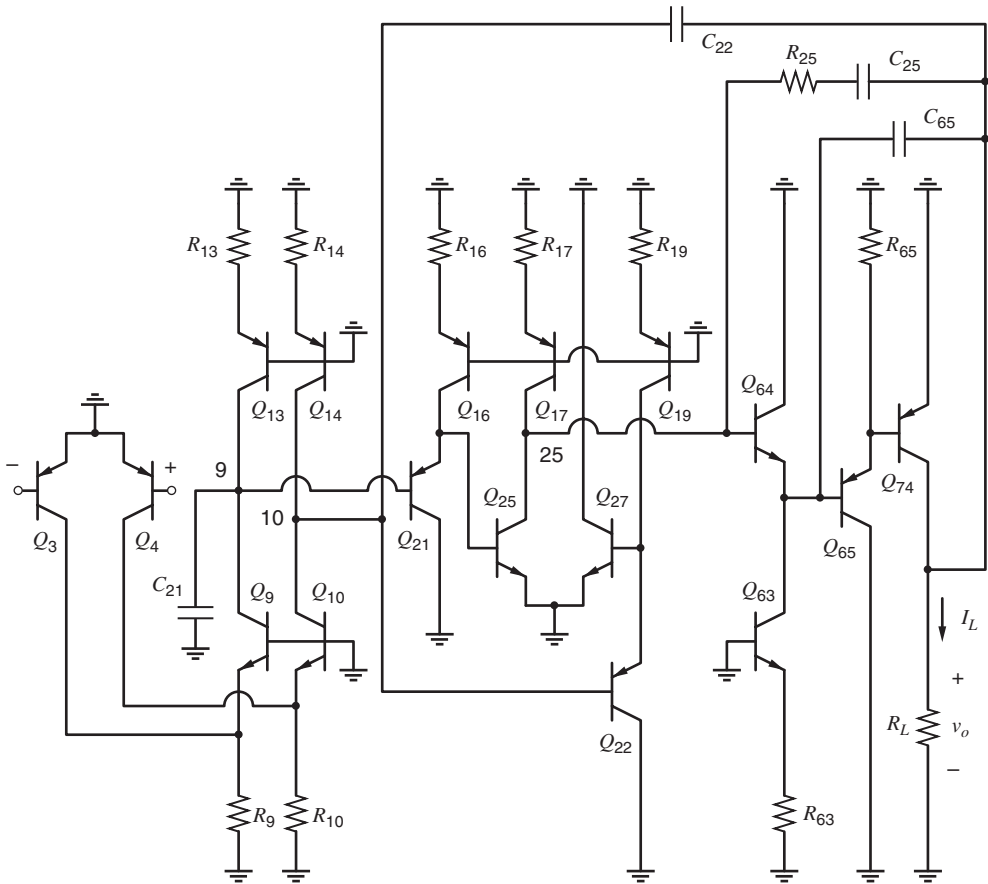 C22
R25
C25
C65
R13
R14
R16
R17
R19
R65
Q13
Q14
Q16
Q17
Q19
Q64
−
+
9
25
Q3
Q4
10
Q21
Q25
Q27
Q65
Q74
C21
Q9
Q10
Q63
IL
+
Q22
RL
vo
−
R9
R10
R63